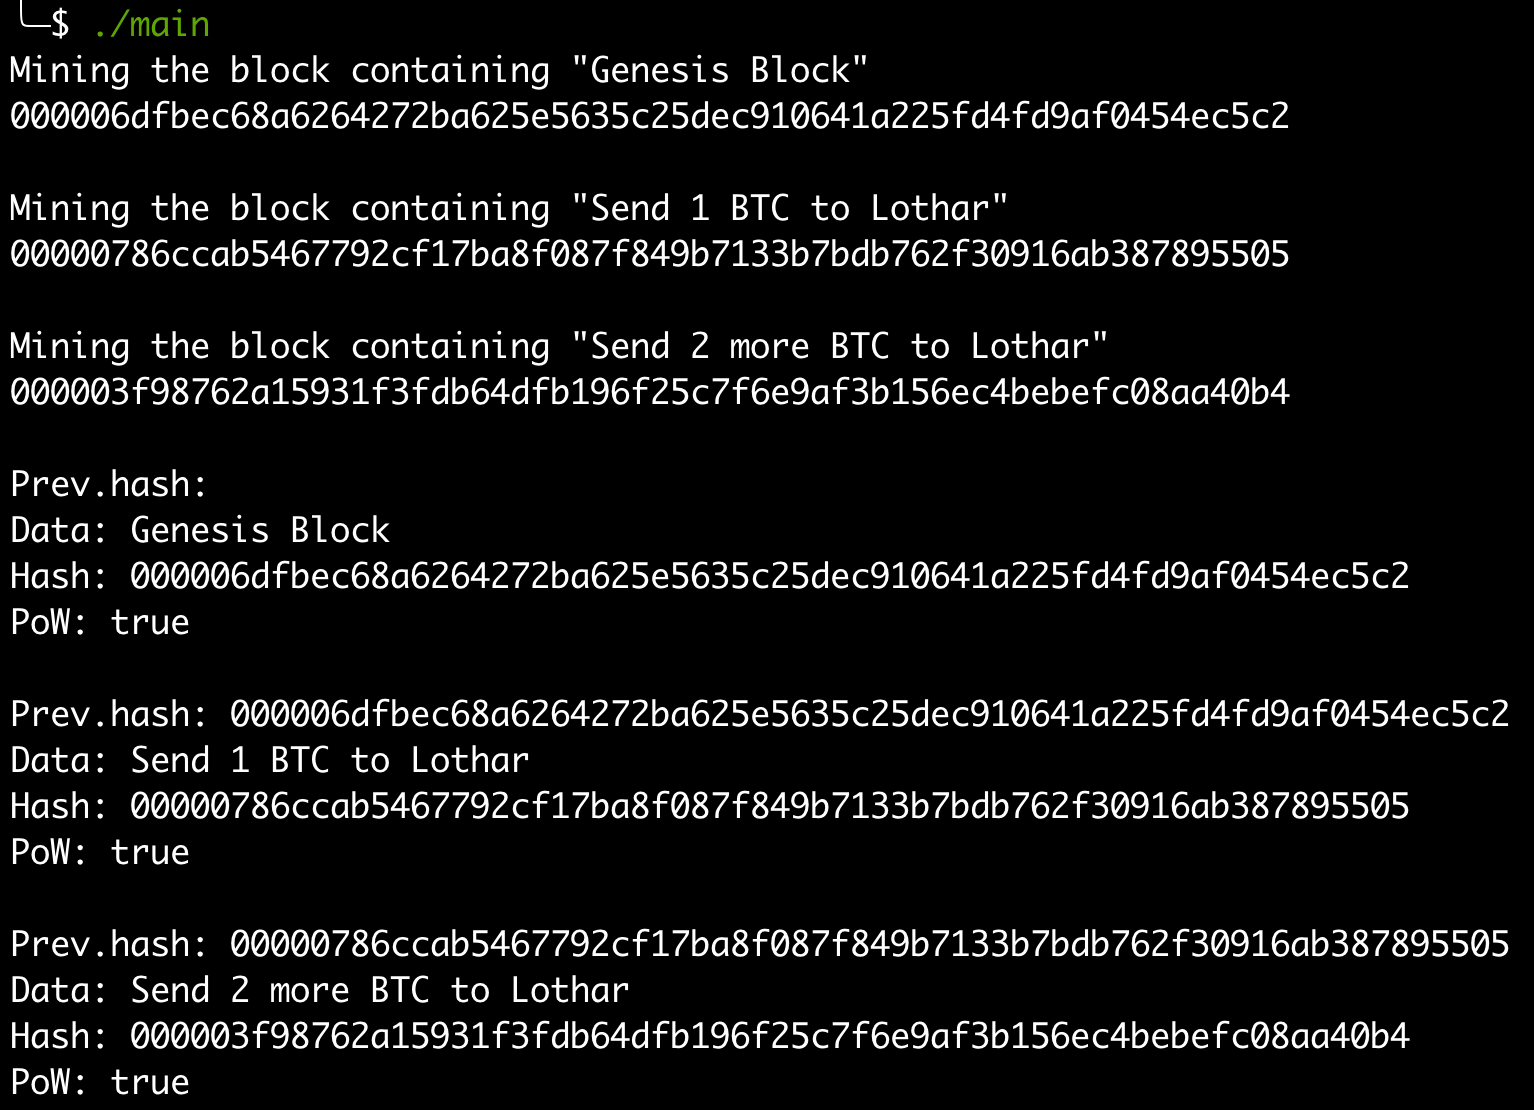 ╰─$ ./main
Mining the block containing "Genesis Block"
000006dfbec68a6264272ba625e5635c25dec910641a225fd4fd9af0454ec5c2
Mining the block containing "Send 1 BTC to Lothar"
00000786ccab5467792cf17ba8f087f849b7133b7bdb762f30916ab387895505
Mining the block containing "Send 2 more BTC to Lothar"
000003f98762a15931f3fdb64dfb196f25c7f6e9af3b156ec4bebefc08aa40b4
Prev.hash:
Data: Genesis Block
Hash: 000006dfbec68a6264272ba625e5635c25dec910641a225fd4fd9af0454ec5c2
PoW: true
Prev.hash: 000006dfbec68a6264272ba625e5635c25dec910641a225fd4fd9af0454ec5c2
Data: Send 1 BTC to Lothar
Hash: 00000786ccab5467792cf17ba8f087f849b7133b7bdb762f30916ab387895505
PoW: true
Prev.hash: 00000786ccab5467792cf17ba8f087f849b7133b7bdb762f30916ab387895505
Data: Send 2 more BTC to Lothar
Hash: 000003f98762a15931f3fdb64dfb196f25c7f6e9af3b156ec4bebefc08aa40b4
PoW: true